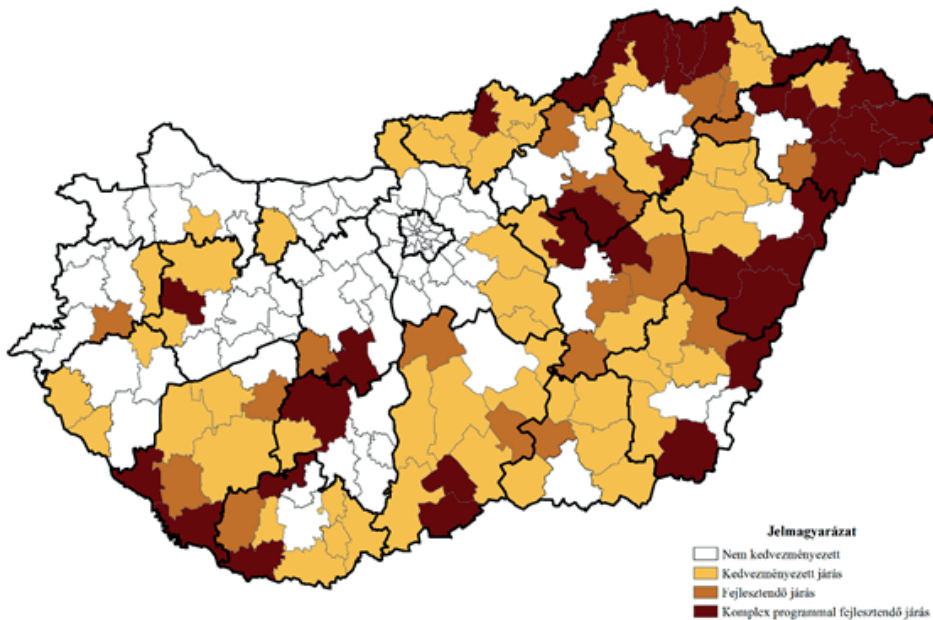 Jelmagyarázat
Nem kedvezményezett
Kedvezményezett járás
Fejlesztendő járás
Komplex programmal fejlesztendő járás